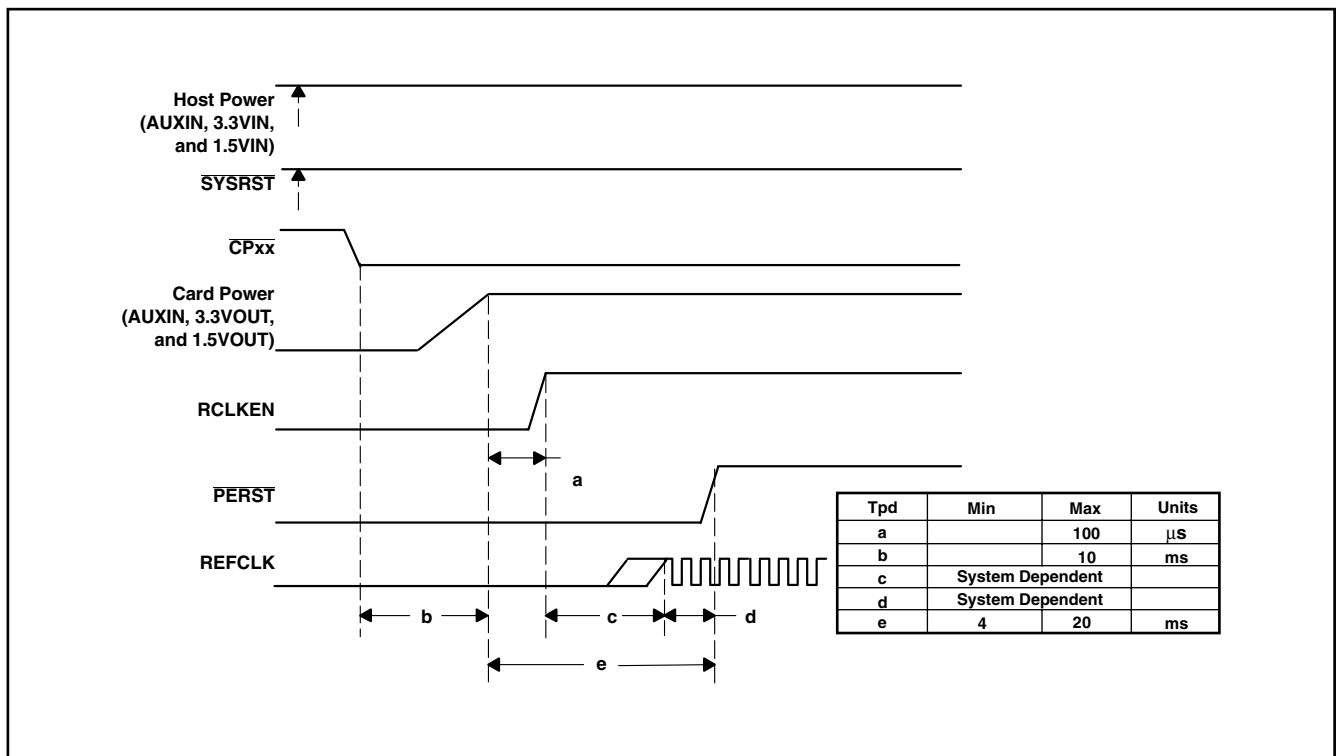 Host Power
(AUXIN, 3.3VIN,
and 1.5VIN)
SYSRST
CPxx
Card Power
(AUXIN, 3.3VOUT,
and 1.5VOUT)
RCLKEN
a
PERST
REFCLK
b
c
d
e
Tpd Min Max Units
a 100 μs
b 10 ms
c System Dependent
d System Dependent
e 4 20 ms